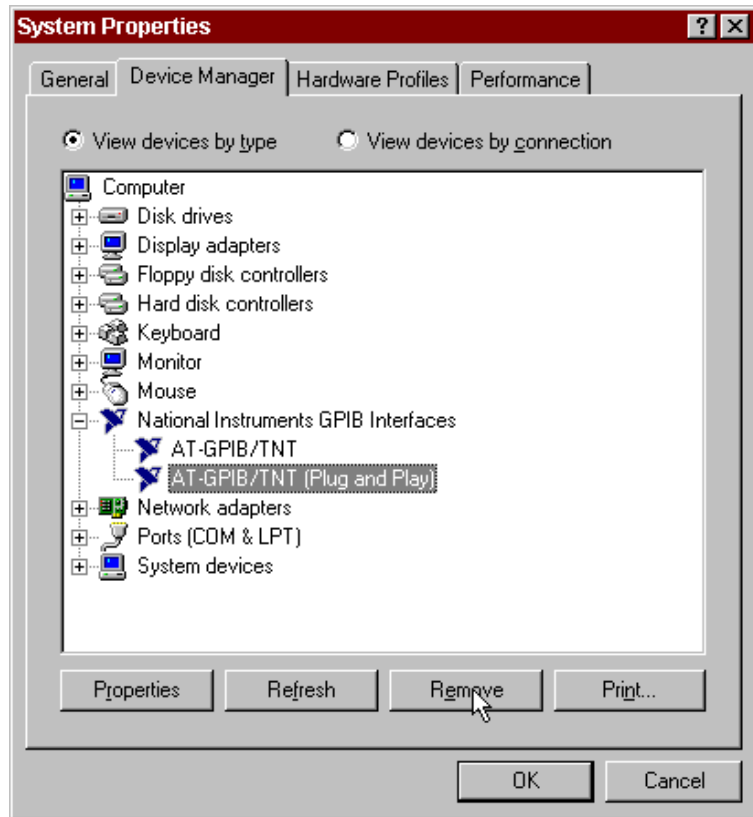 System Properties
General Device Manager Hardware Profiles Performance
View devices by type View devices by connection
Computer
Disk drives
Display adapters
Floppy disk controllers
Hard disk controllers
Keyboard
Monitor
Mouse
National Instruments GPIB Interfaces
AT-GPIB/TNT
AT-GPIB/TNT (Plug and Play)
Network adapters
Ports (COM & LPT)
System devices
Properties Refresh Remove Print...
OK Cancel